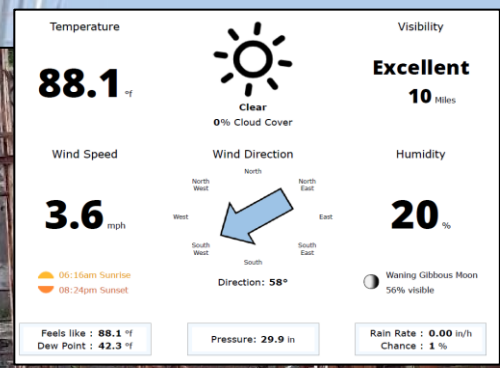 Temperature
88.1 °f
Clear
0% Cloud Cover
Visibility
Excellent
10 Miles
Wind Speed
3.6 mph
Wind Direction
North
North West
North East
West
East
South West
South East
South
Direction: 58°
Humidity
20 %
06:16am Sunrise
08:24pm Sunset
Waning Gibbous Moon
56% visible
Feels like : 88.1 °f
Dew Point : 42.3 °f
Pressure: 29.9 in
Rain Rate : 0.00 in/h
Chance : 1 %